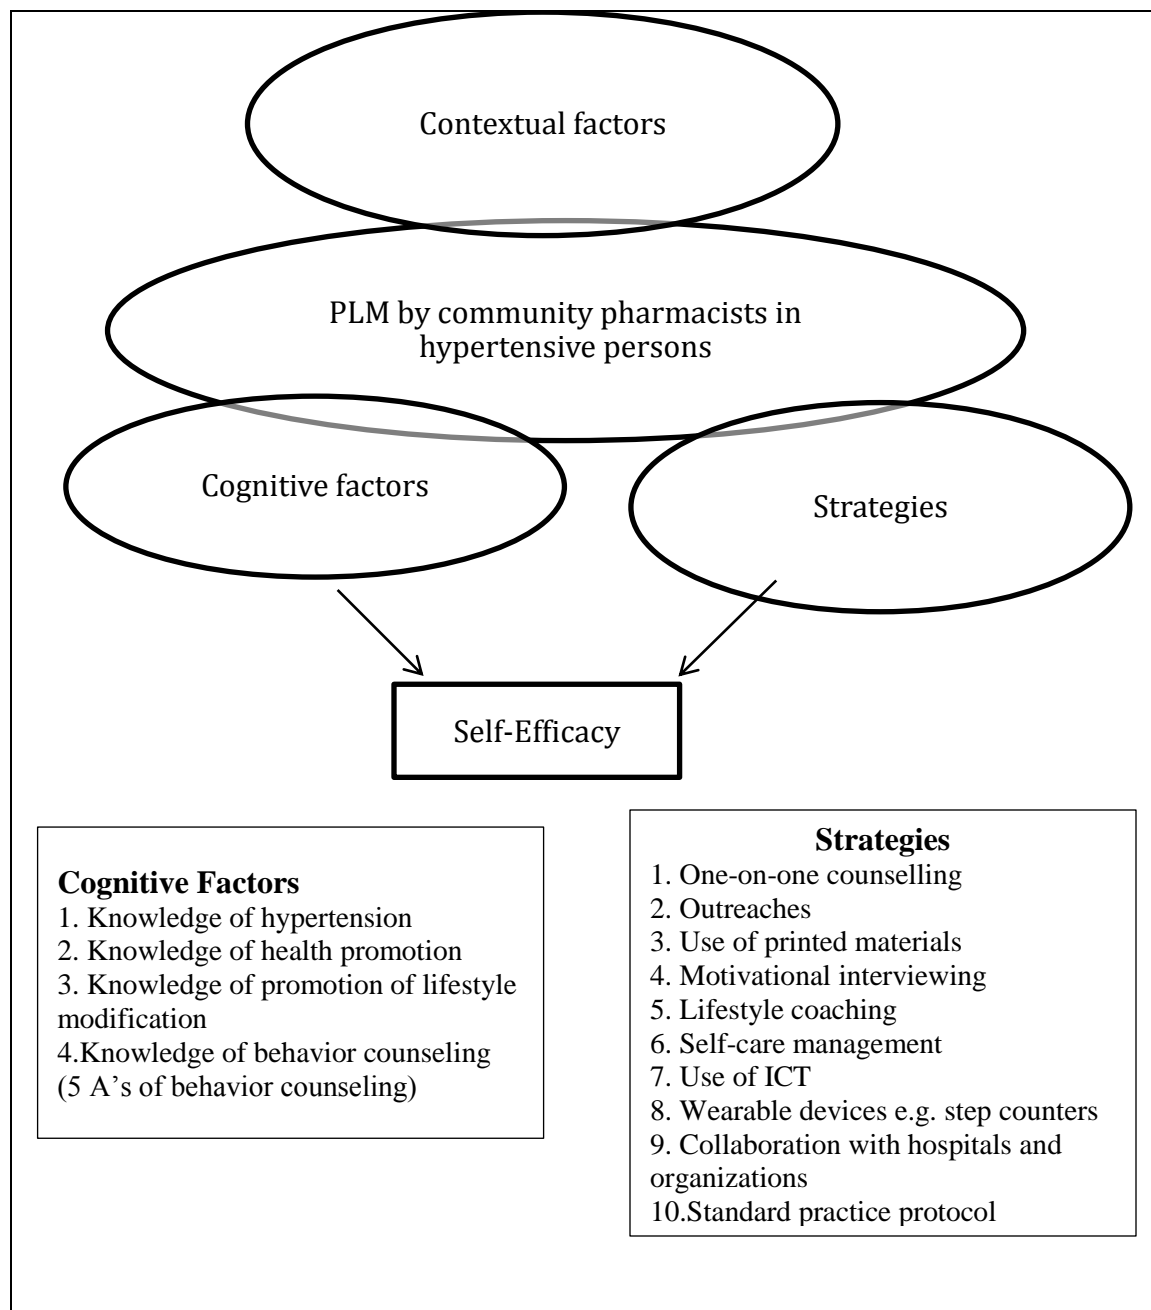 Contextual factors
PLM by community pharmacists in
hypertensive persons
Cognitive factors
Strategies
Self-Efficacy
Cognitive Factors
1. Knowledge of hypertension
2. Knowledge of health promotion
3. Knowledge of promotion of lifestyle
modification
4.Knowledge of behavior counseling
(5 A’s of behavior counseling)
Strategies
1. One-on-one counselling
2. Outreaches
3. Use of printed materials
4. Motivational interviewing
5. Lifestyle coaching
6. Self-care management
7. Use of ICT
8. Wearable devices e.g. step counters
9. Collaboration with hospitals and
organizations
10.Standard practice protocol